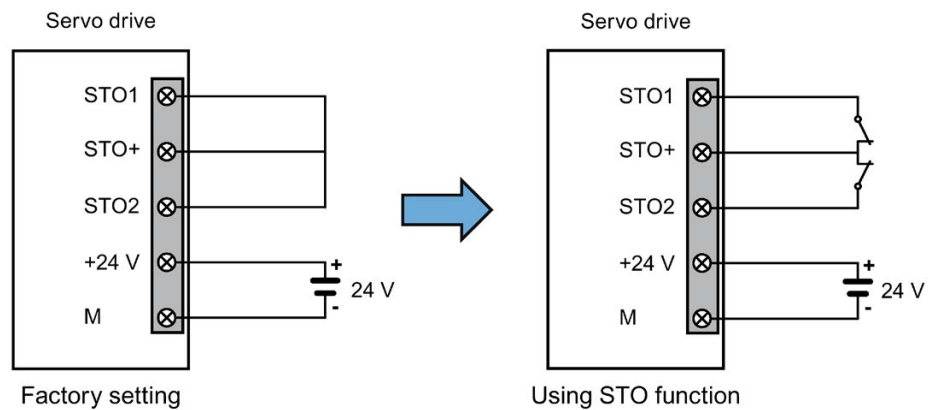 Servo drive
STO1
STO+
STO2
+24 V
M
+
24 V
-
Factory setting
Servo drive
STO1
STO+
STO2
+24 V
M
+
24 V
-
Using STO function